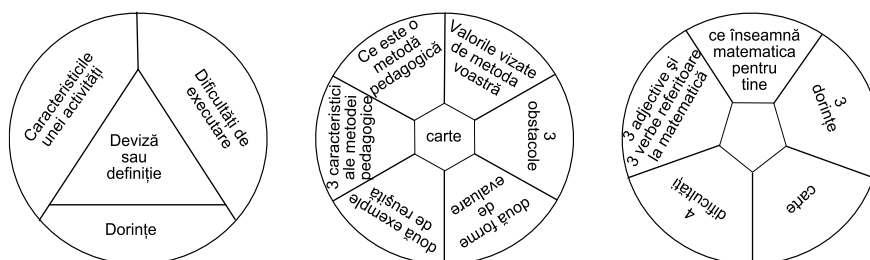 Caracteristicile
unei activități
Dificultăți de
executare
Deviză
sau
definiție
Dorințe
Ce este o
metodă
pedagogică
Valorile vizate
de metoda
voastră
3
obstacole
două forme
de
evaluare
două exemple
de reușită
3 caracteristici
ale metodei
pedagogice
carte
ce înseamnă
matematica
pentru
tine
3
dorințe
carte
4
dificultăți
3 adjective și
3 verbe referitoare
la matematică